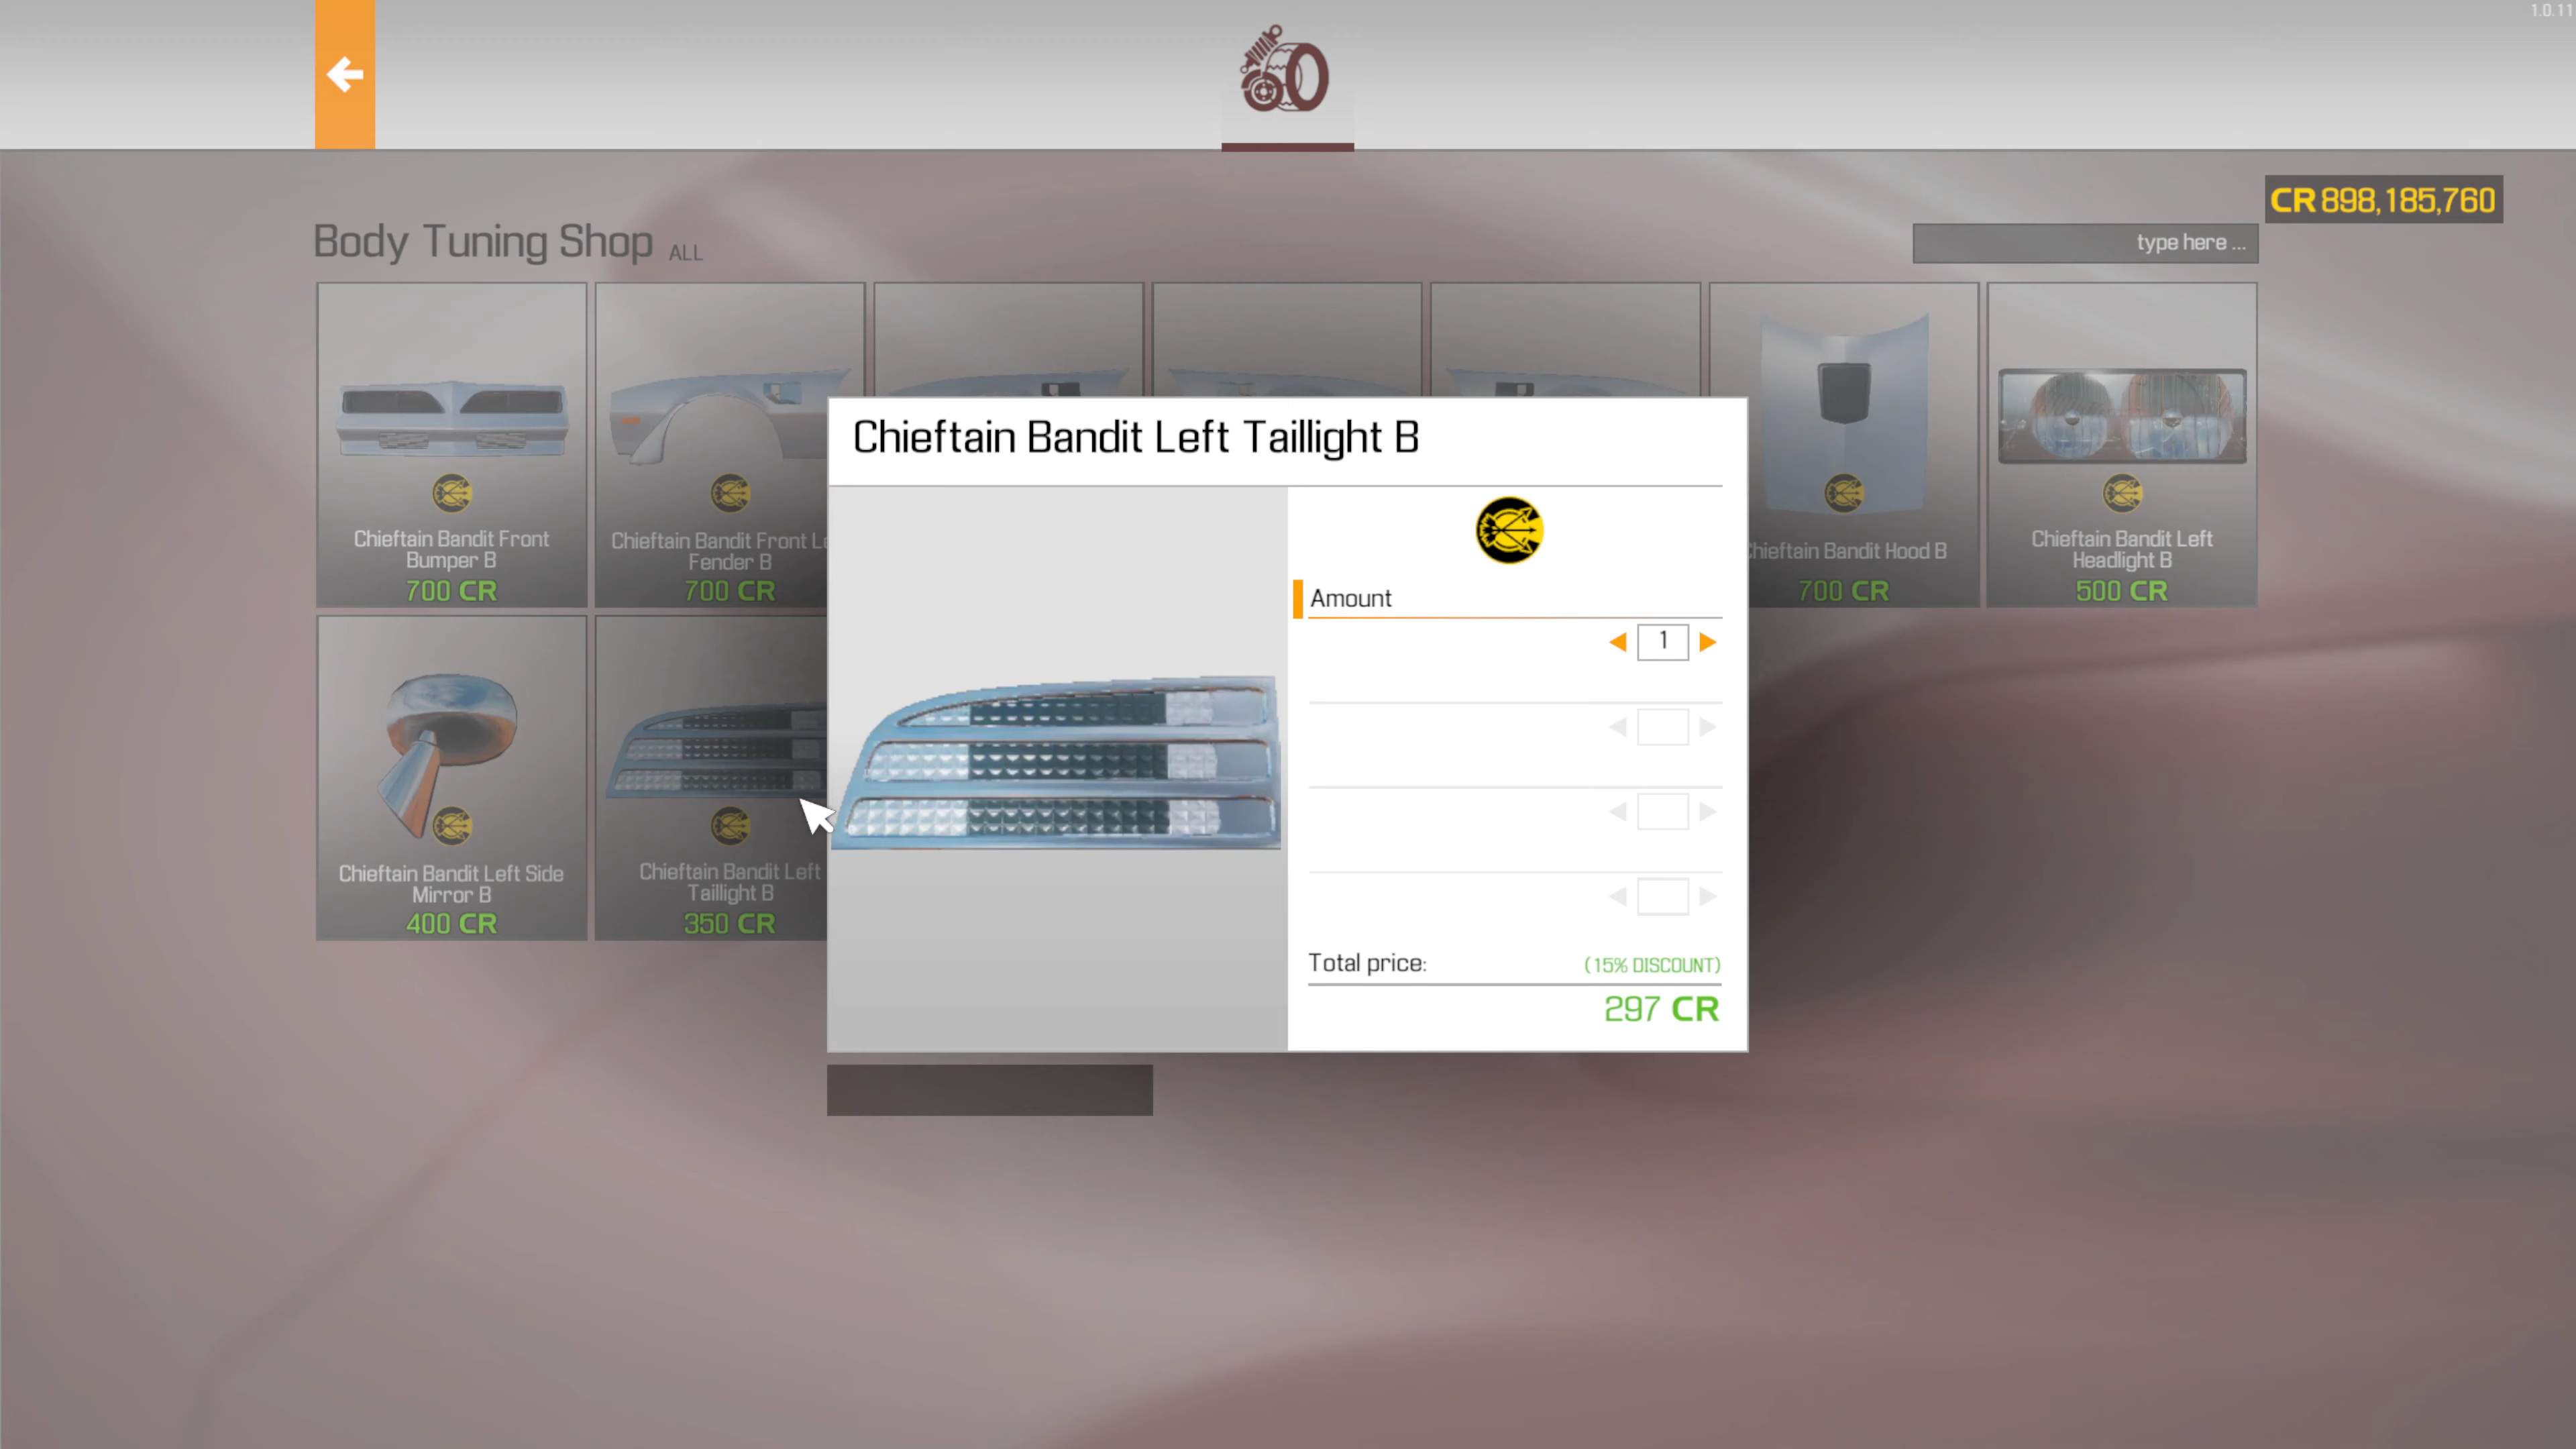 1.0.11
CR 898,185,760
Body Tuning Shop ALL
type here ...
Chieftain Bandit Front
Bumper B
700 CR
Chieftain Bandit Front
Fender B
700 CR
Chieftain Bandit Hood B
700 CR
Chieftain Bandit Left
Headlight B
500 CR
Chieftain Bandit Left Side
Mirror B
400 CR
Chieftain Bandit Left
Taillight B
350 CR
Chieftain Bandit Left Taillight B
Amount
1
Total price: (15% DISCOUNT)
297 CR